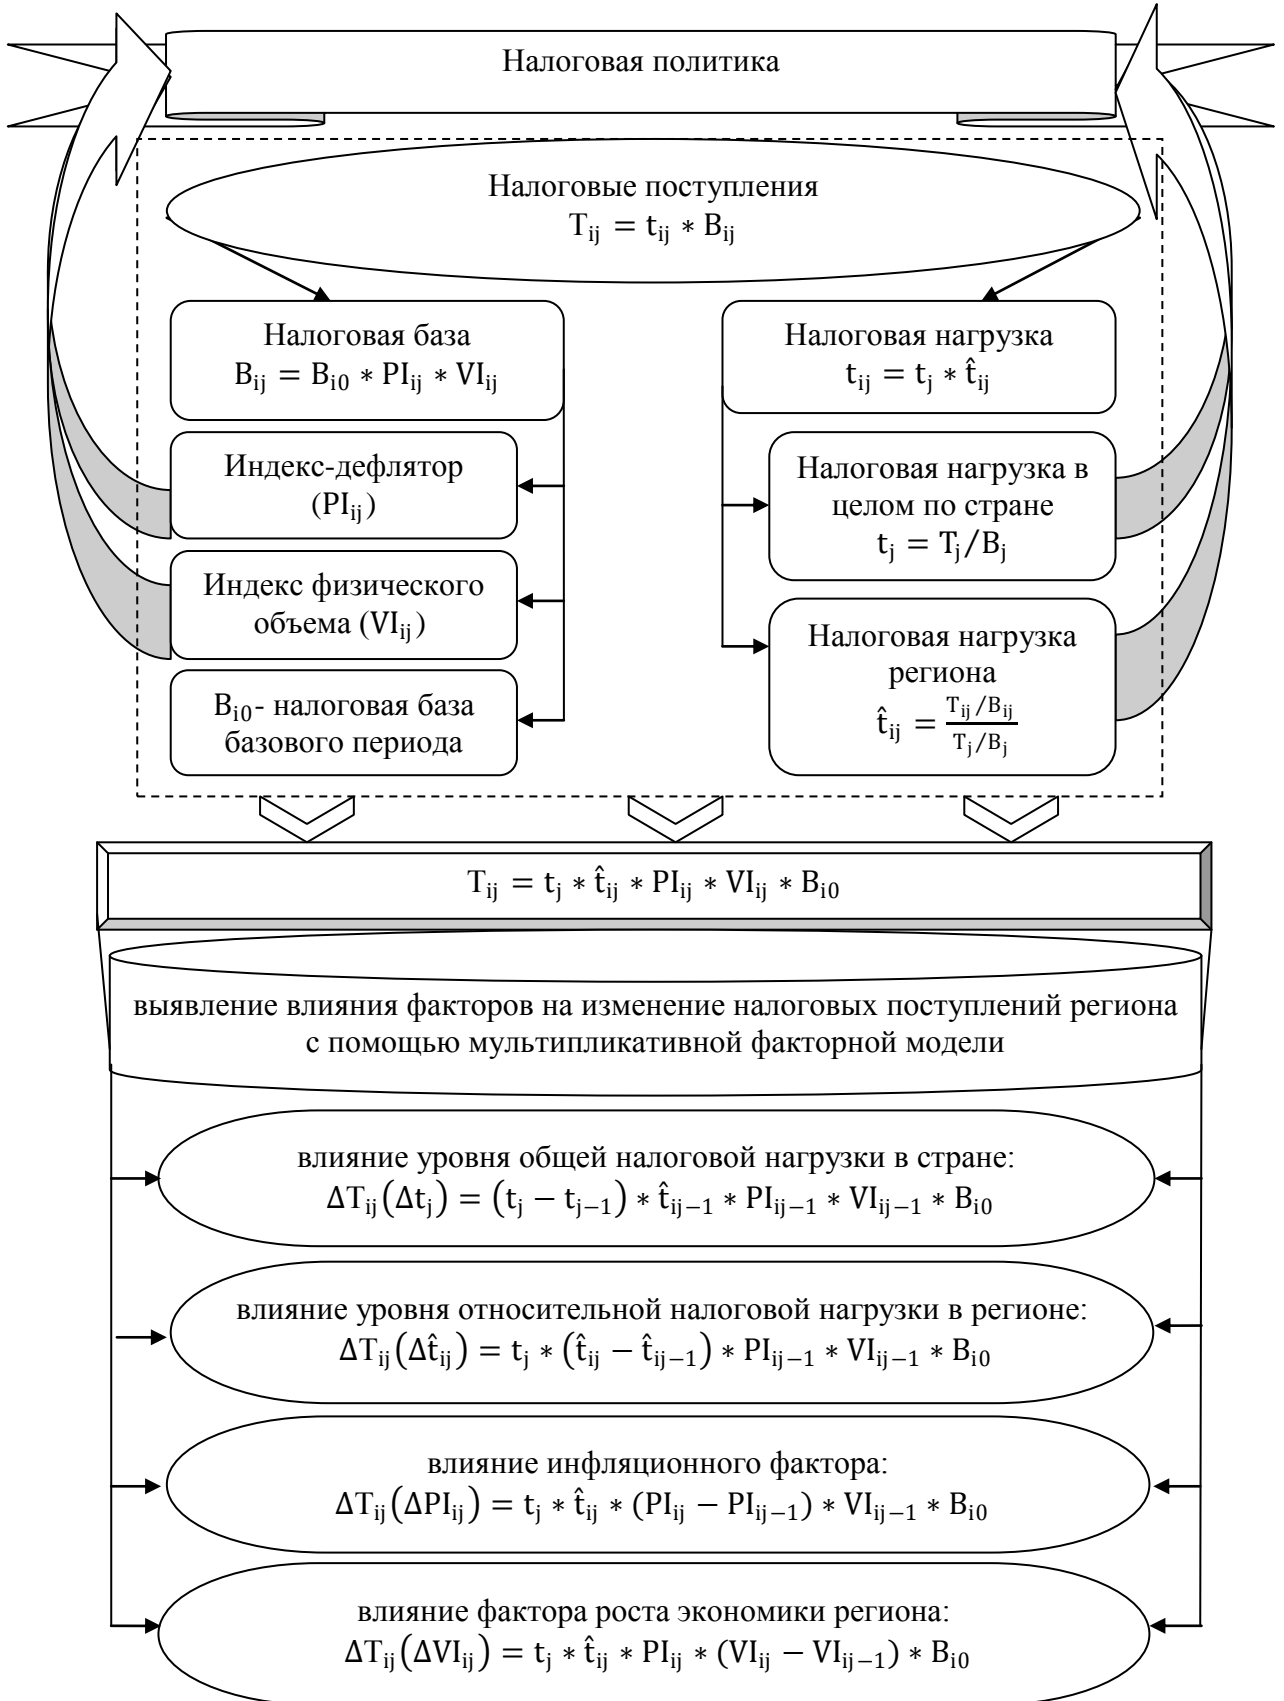 Налоговая политика
Налоговые поступления
T_ij = t_ij * B_ij
Налоговая база
B_ij = B_i0 * PI_ij * VI_ij
Индекс-дефлятор
(PI_ij)
Индекс физического
объема (VI_ij)
B_i0- налоговая база
базового периода
Налоговая нагрузка
t_ij = t_j * t̂_ij
Налоговая нагрузка в
целом по стране
t_j = T_j/B_j
Налоговая нагрузка
региона
t̂_ij = (T_ij/B_ij)/(T_j/B_j)
T_ij = t_j * t̂_ij * PI_ij * VI_ij * B_i0
выявление влияния факторов на изменение налоговых поступлений региона
с помощью мультипликативной факторной модели
влияние уровня общей налоговой нагрузки в стране:
ΔT_ij(Δt_j) = (t_j − t_j−1) * t̂_ij−1 * PI_ij−1 * VI_ij−1 * B_i0
влияние уровня относительной налоговой нагрузки в регионе:
ΔT_ij(Δt̂_ij) = t_j * (t̂_ij − t̂_ij−1) * PI_ij−1 * VI_ij−1 * B_i0
влияние инфляционного фактора:
ΔT_ij(ΔPI_ij) = t_j * t̂_ij * (PI_ij − PI_ij−1) * VI_ij−1 * B_i0
влияние фактора роста экономики региона:
ΔT_ij(ΔVI_ij) = t_j * t̂_ij * PI_ij * (VI_ij − VI_ij−1) * B_i0